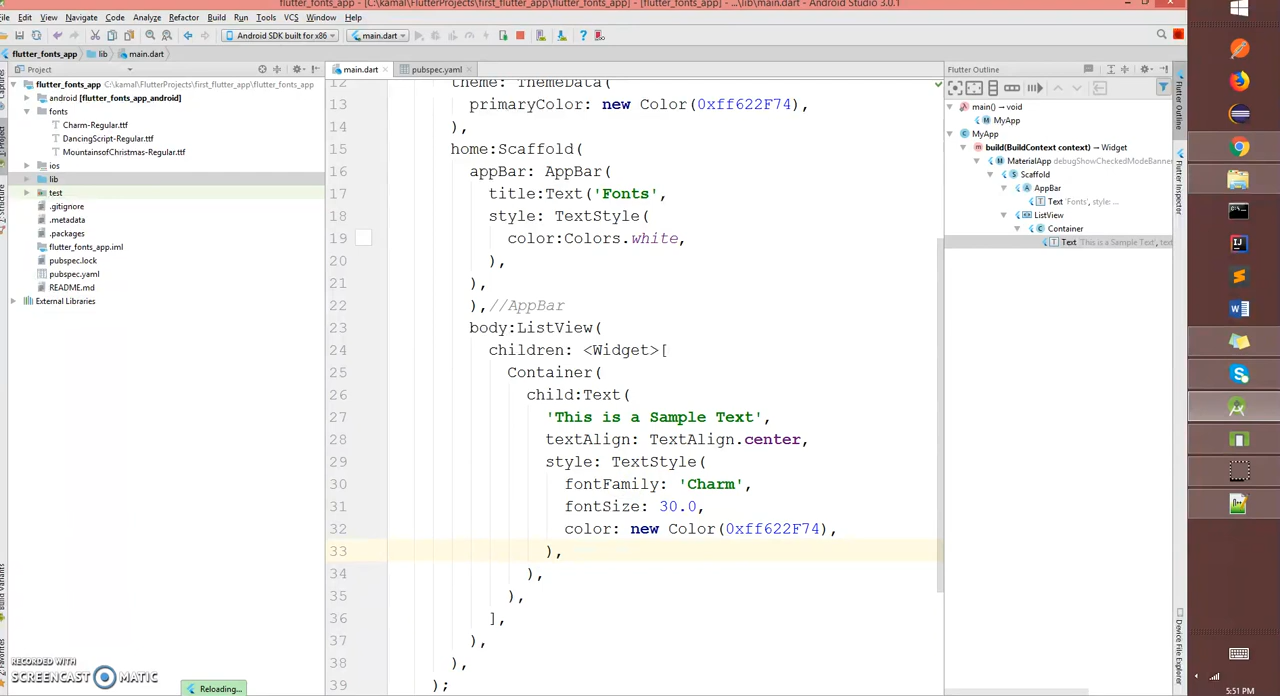 flutter_fonts_app - [C:\kamal\FlutterProjects\first_flutter_app\flutter_fonts_app] - [flutter_fonts_app] - ...\lib\main.dart - Android Studio 3.0.1
File Edit View Navigate Code Analyze Refactor Build Run Tools VCS Window Help
Android SDK built for x86 main.dart
flutter_fonts_app lib main.dart
Project
main.dart pubspec.yaml
Flutter Outline
flutter_fonts_app C:\kamal\FlutterProjects\first_flutter_app\flutter_fonts_app
android [flutter_fonts_app_android]
fonts
Charm-Regular.ttf
DancingScript-Regular.ttf
MountainsofChristmas-Regular.ttf
ios
lib
test
.gitignore
.metadata
.packages
flutter_fonts_app.iml
pubspec.lock
pubspec.yaml
README.md
External Libraries
12 theme: ThemeData(
13 primaryColor: new Color(0xff622F74),
14 ),
15 home:Scaffold(
16 appBar: AppBar(
17 title:Text('Fonts',
18 style: TextStyle(
19 color:Colors.white,
20 ),
21 ),
22 ),//AppBar
23 body:ListView(
24 children: <Widget>[
25 Container(
26 child:Text(
27 'This is a Sample Text',
28 textAlign: TextAlign.center,
29 style: TextStyle(
30 fontFamily: 'Charm',
31 fontSize: 30.0,
32 color: new Color(0xff622F74),
33 ),
34 ),
35 ),
36 ],
37 ),
38 ),
39 );
main() → void
MyApp
MyApp
build(BuildContext context) → Widget
MaterialApp debugShowCheckedModeBanner
Scaffold
AppBar
Text 'Fonts', style: ...
ListView
Container
Text 'This is a Sample Text', text
Flutter Outline
Flutter Inspector
Device File Explorer
RECORDED WITH
SCREENCAST MATIC
Reloading...
5:51 PM